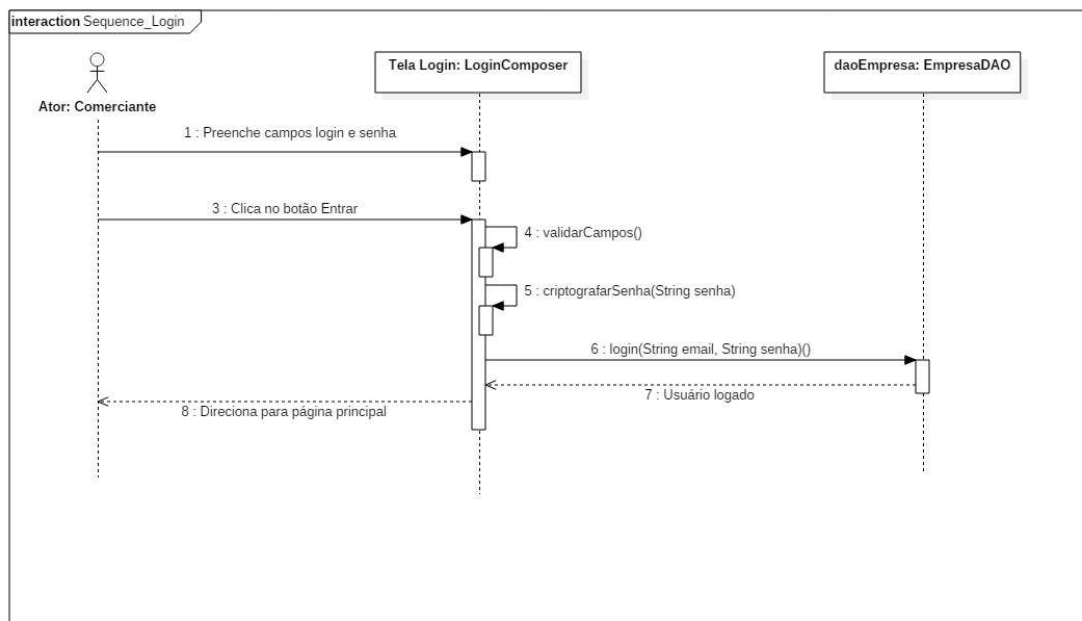 interaction Sequence_Login
Tela Login: LoginComposer
daoEmpresa: EmpresaDAO
Ator: Comerciante
1 : Preenche campos login e senha
3 : Clica no botão Entrar
4 : validarCampos()
5 : criptografarSenha(String senha)
6 : login(String email, String senha)()
7 : Usuário logado
8 : Direciona para página principal